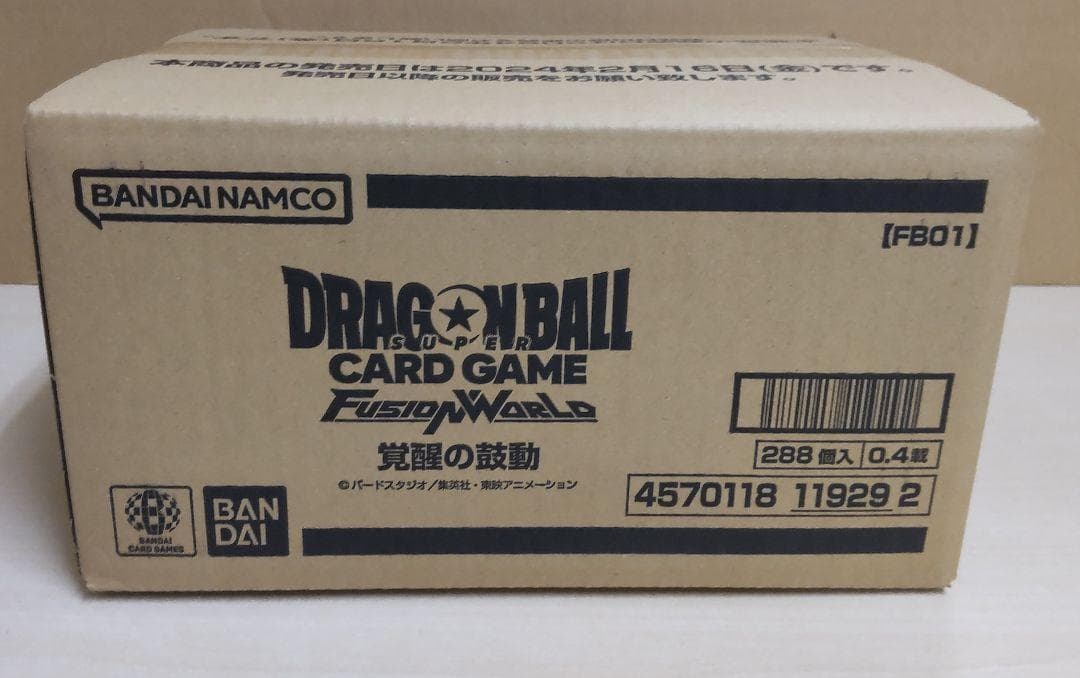 本商品の発売日は2024年2月16日(金)です。
発売日以降の販売をお願い致します。
BANDAI NAMCO
【FB01】
DRAGON BALL
SUPER
CARD GAME
FUSION WORLD
覚醒の鼓動
©バードスタジオ/集英社・東映アニメーション
288個入 0.4載
4570118 11929 2
BANDAI
CARD GAMES
BAN
DAI